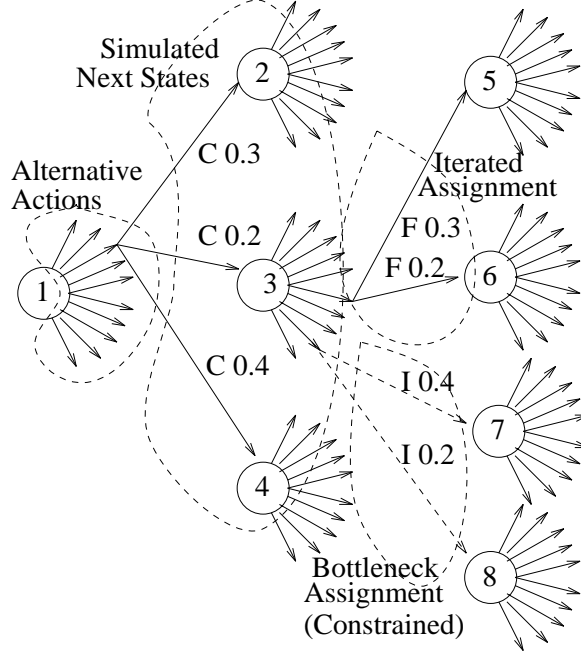 Simulated
Next States
2
5
C 0.3
Alternative
Actions
Iterated
Assignment
C 0.2
F 0.3
F 0.2
1
3
6
C 0.4
I 0.4
7
I 0.2
4
Bottleneck
Assignment
(Constrained)
8